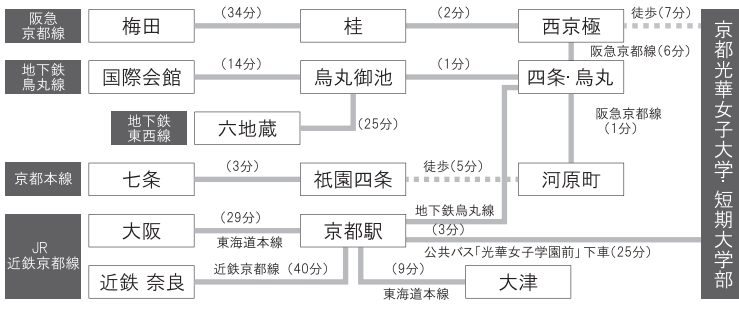 阪急
京都線
梅田
(34分)
桂
(2分)
西京極
徒歩(7分)
阪急京都線(6分)
地下鉄
烏丸線
国際会館
(14分)
烏丸御池
(1分)
四条・烏丸
地下鉄
東西線
六地蔵
(25分)
阪急京都線
(1分)
京都本線
七条
(3分)
祇園四条
徒歩(5分)
河原町
JR
近鉄京都線
大阪
(29分)
東海道本線
京都駅
地下鉄烏丸線
(3分)
公共バス「光華女子学園前」下車(25分)
近鉄 奈良
近鉄京都線(40分)
(9分)
東海道本線
大津
京都光華女子大学・短期大学部